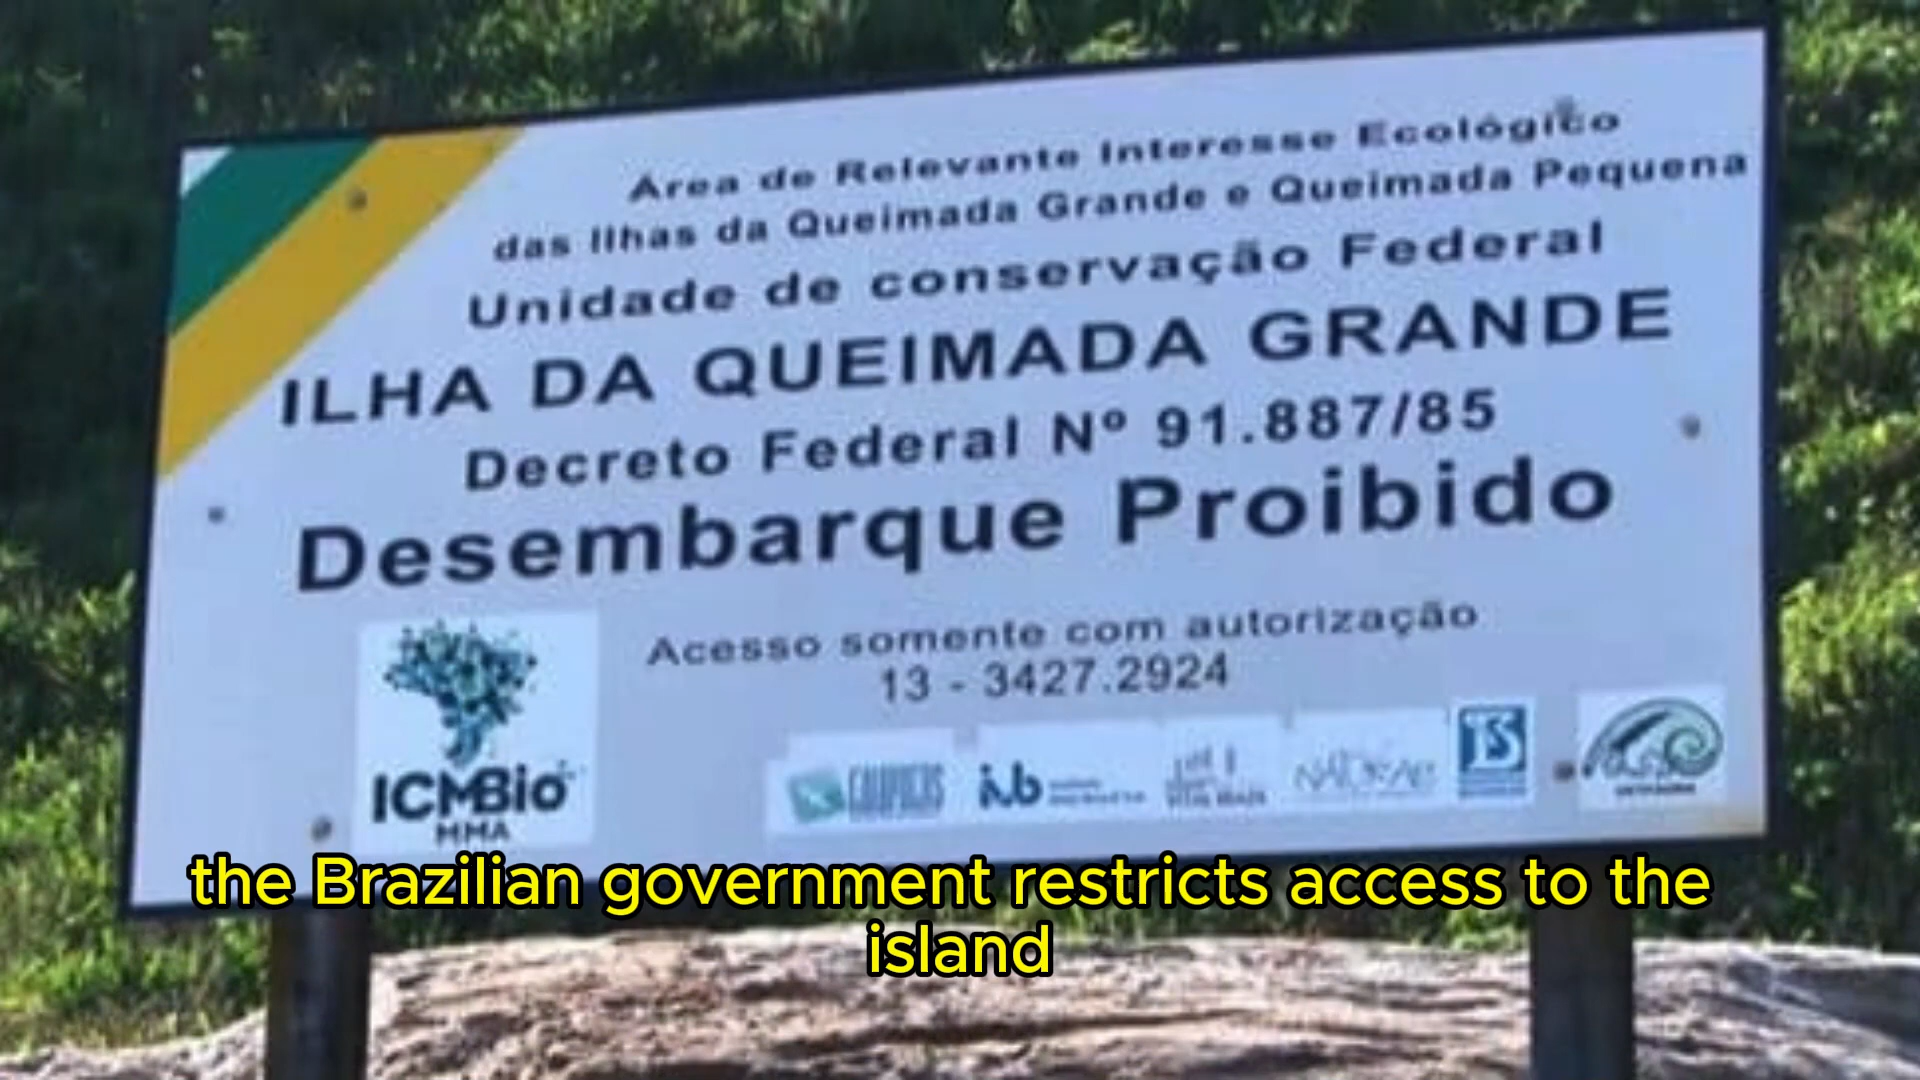 Área de Relevante Interesse Ecológico
das Ilhas da Queimada Grande e Queimada Pequena
Unidade de conservação Federal
ILHA DA QUEIMADA GRANDE
Decreto Federal Nº 91.887/85
Desembarque Proibido
Acesso somente com autorização
13 - 3427.2924
ICMBio
MMA
the Brazilian government restricts access to the
island